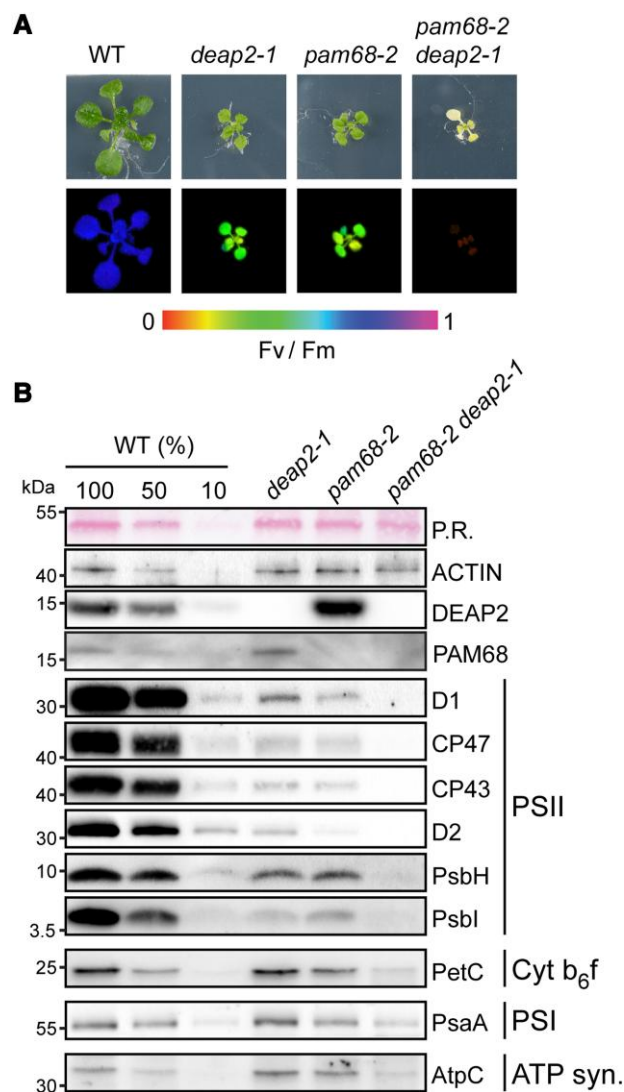 A
WT
deap2-1
pam68-2
pam68-2
deap2-1
0
1
Fv / Fm
B
WT (%)
kDa
100 50 10 deap2-1 pam68-2 pam68-2 deap2-1
55
P.R.
40
ACTIN
15
DEAP2
15
PAM68
30
D1
40
CP47
40
CP43
30
D2
10
PsbH
3.5
PsbI
PSII
25
PetC
Cyt b6f
55
PsaA
PSI
30
AtpC
ATP syn.